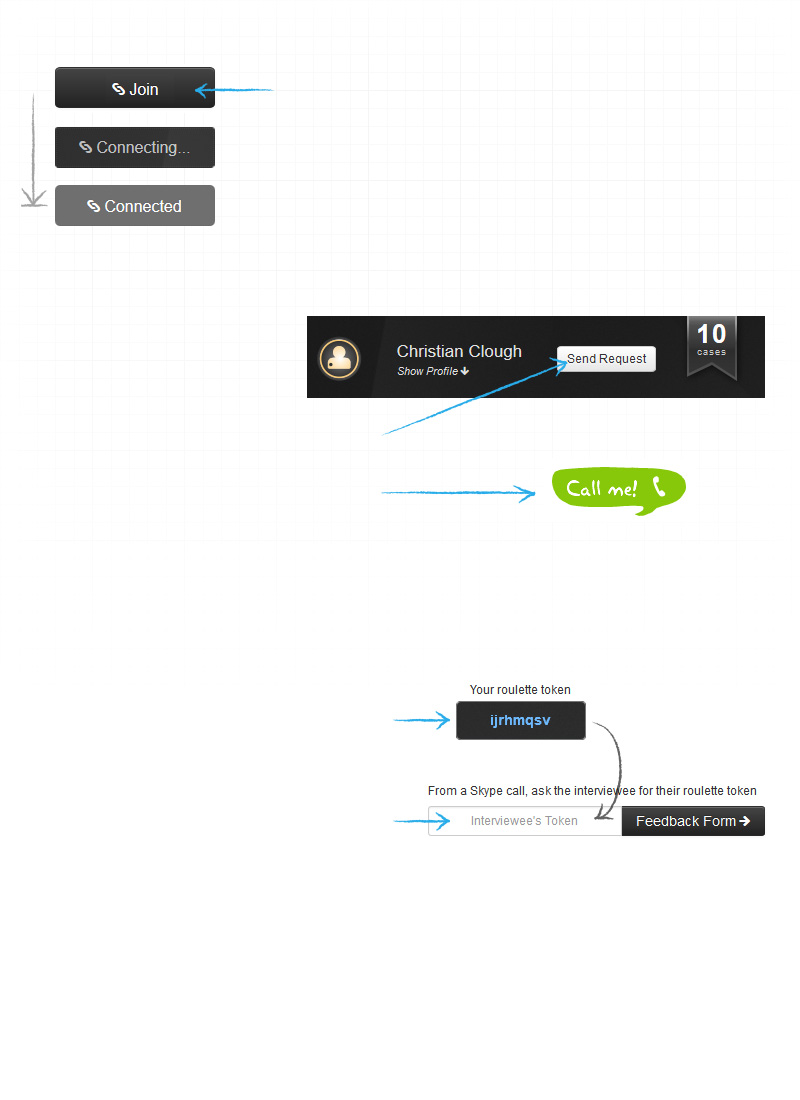 Join
Connecting...
Connected
Christian Clough
Show Profile
Send Request
10
cases
Call me!
Your roulette token
ijrhmqsv
From a Skype call, ask the interviewee for their roulette token
Interviewee's Token
Feedback Form